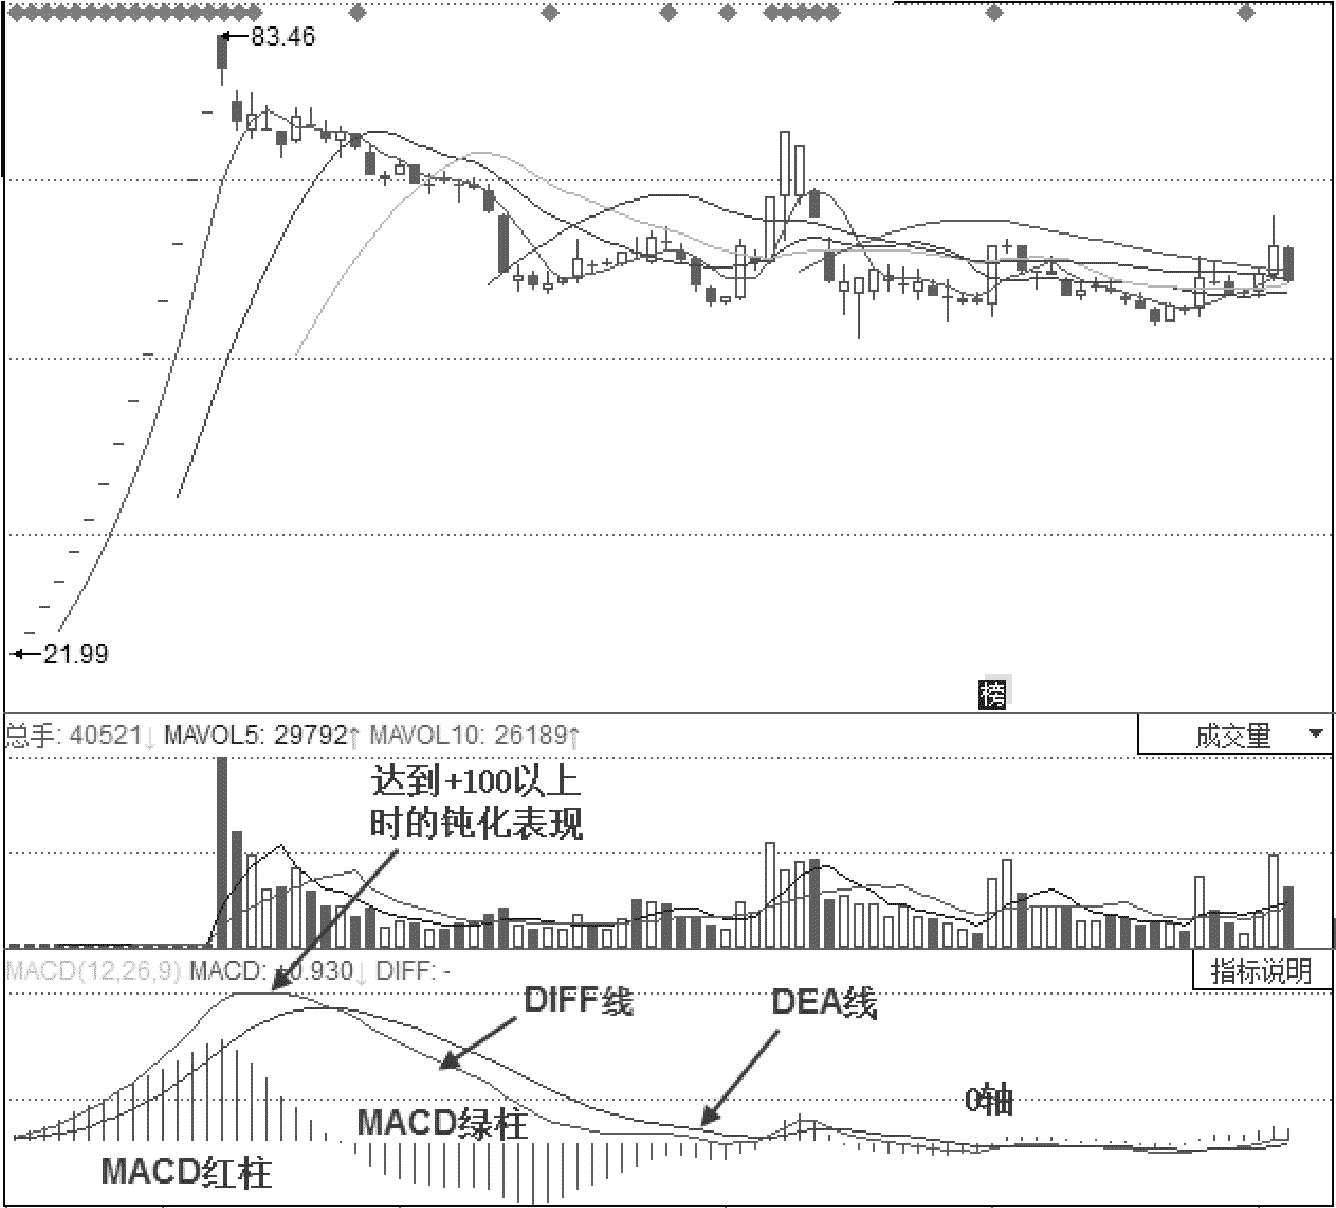 83.46
21.99
榜
总手: 40521↓ MAVOL5: 29792↑ MAVOL10: 26189↑
成交量
达到+100以上
时的钝化表现
MACD(12,26,9) MACD: 0.930↓ DIFF: -
指标说明
DIFF线
DEA线
0轴
MACD绿柱
MACD红柱